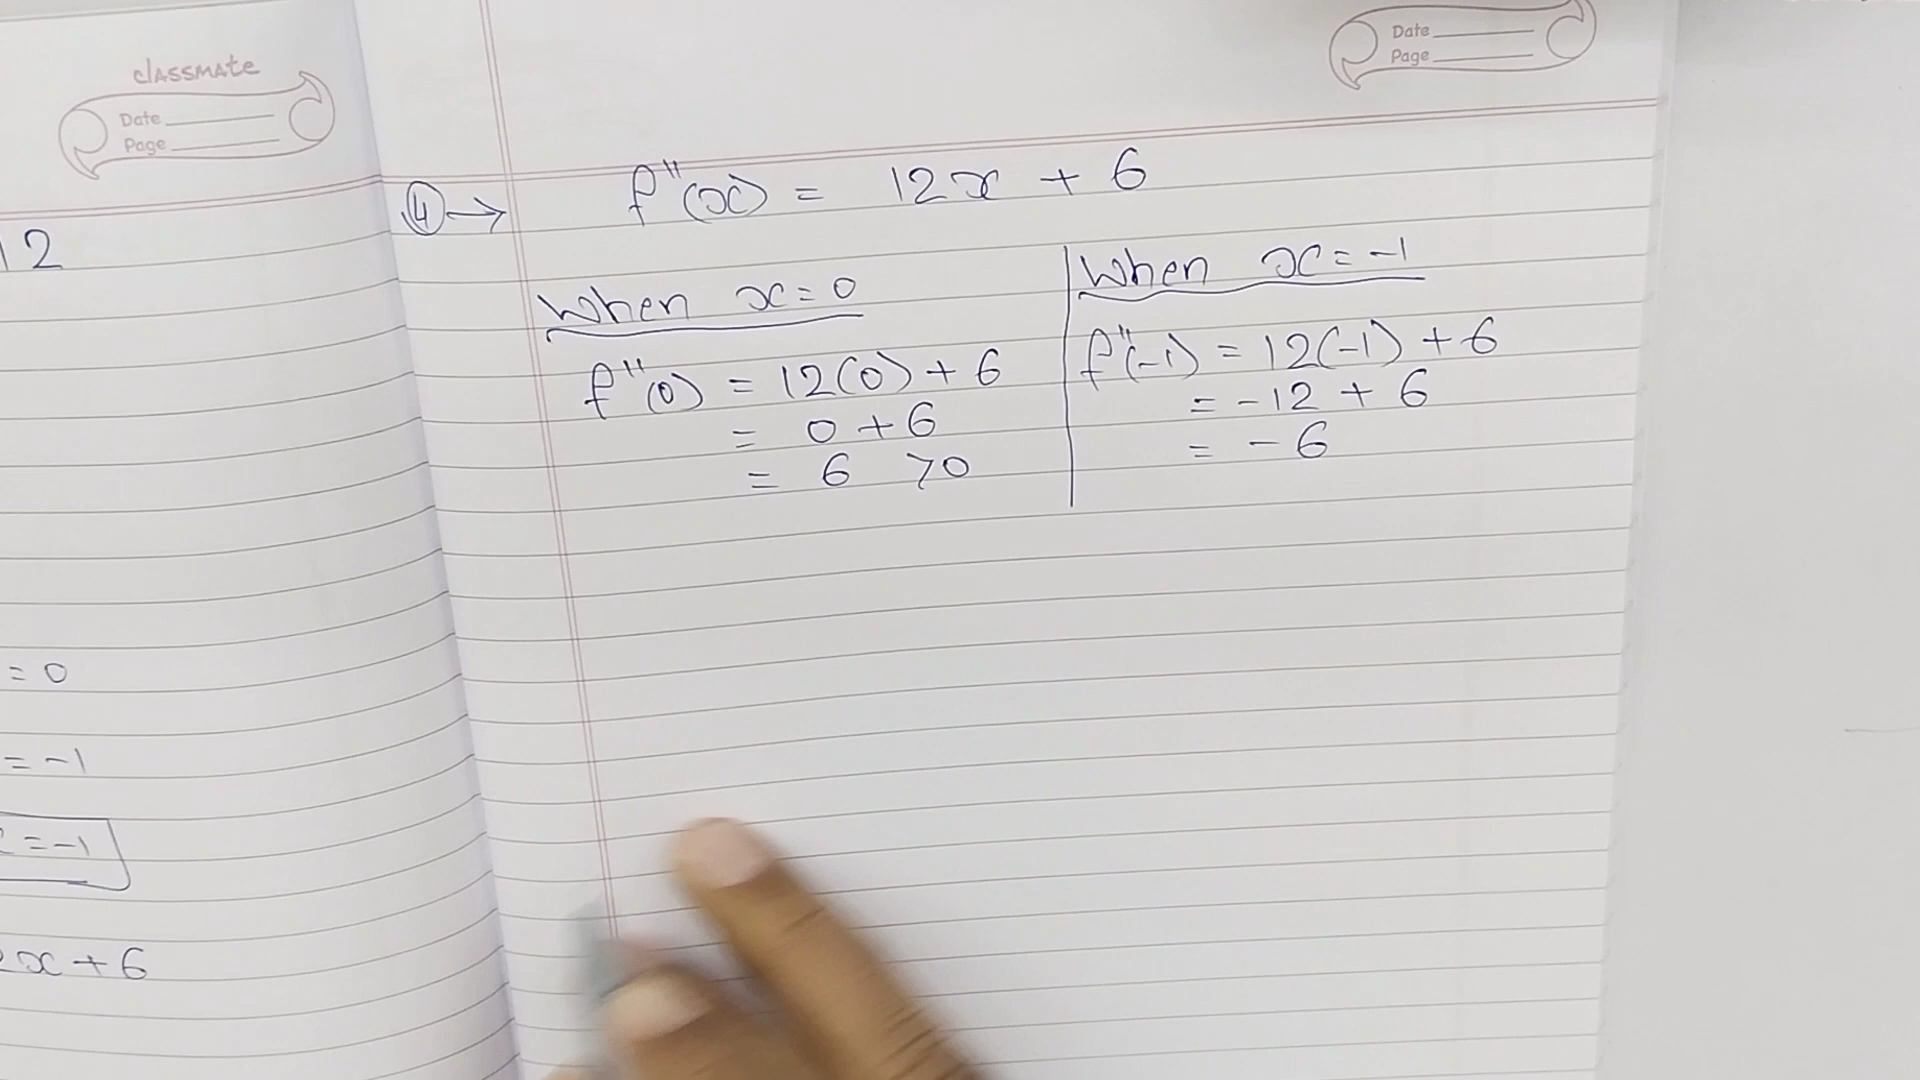 classmate
Date
Page
12
= 0
= -1
x = -1
2x + 6
Date
Page
④→ f"(x) = 12x + 6
When x = 0
f"(0) = 12(0) + 6
= 0 + 6
= 6 >0
When x = -1
f"(-1) = 12(-1) + 6
= -12 + 6
= -6